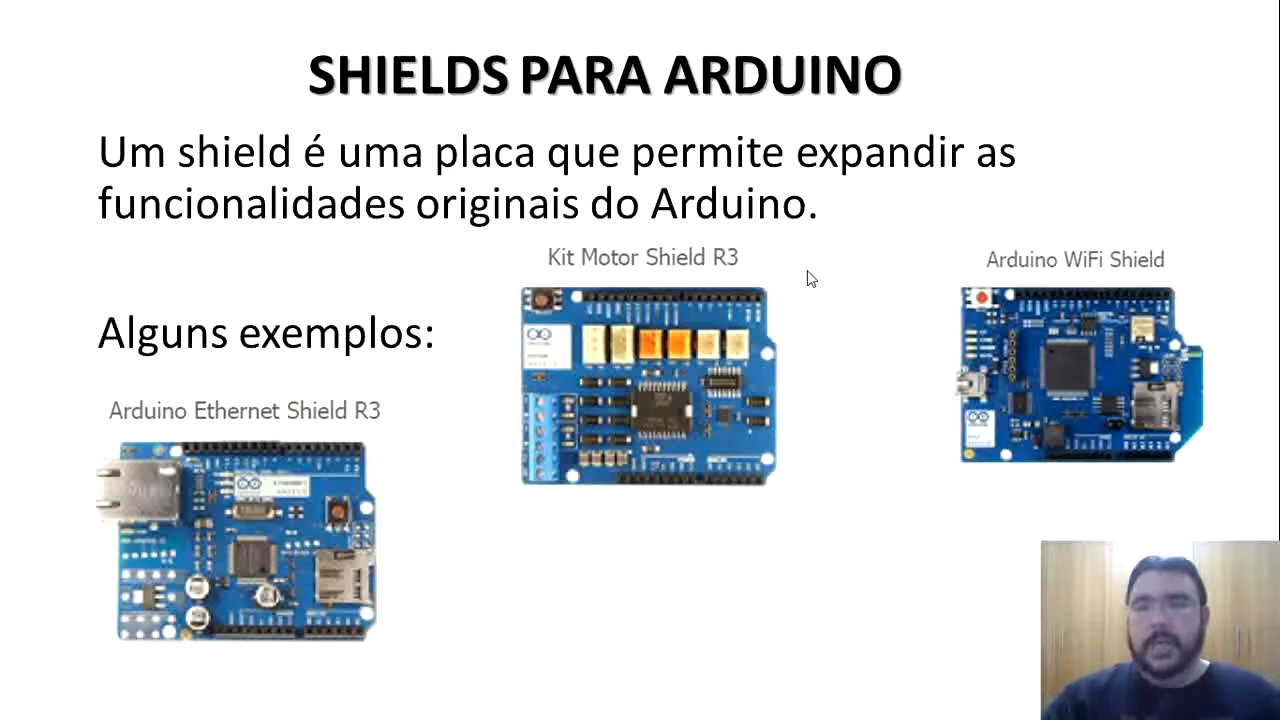 SHIELDS PARA ARDUINO
Um shield é uma placa que permite expandir as
funcionalidades originais do Arduino.
Kit Motor Shield R3
Arduino WiFi Shield
Alguns exemplos:
Arduino Ethernet Shield R3